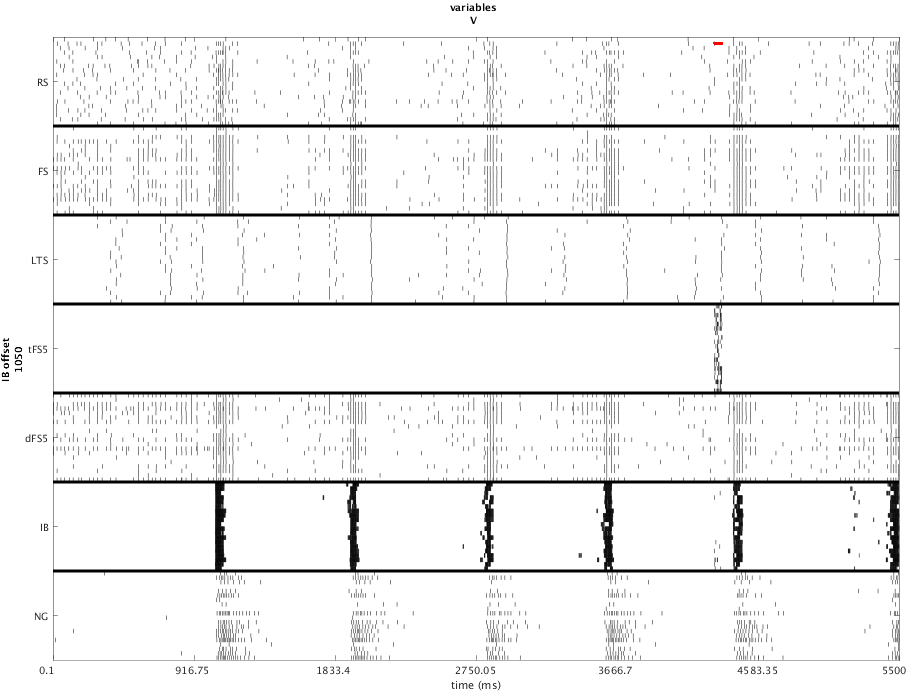 variables
V
RS
FS
LTS
tFS5
dFS5
IB
NG
IB offset
1050
0.1 916.75 1833.4 2750.05 3666.7 4583.35 5500
time (ms)